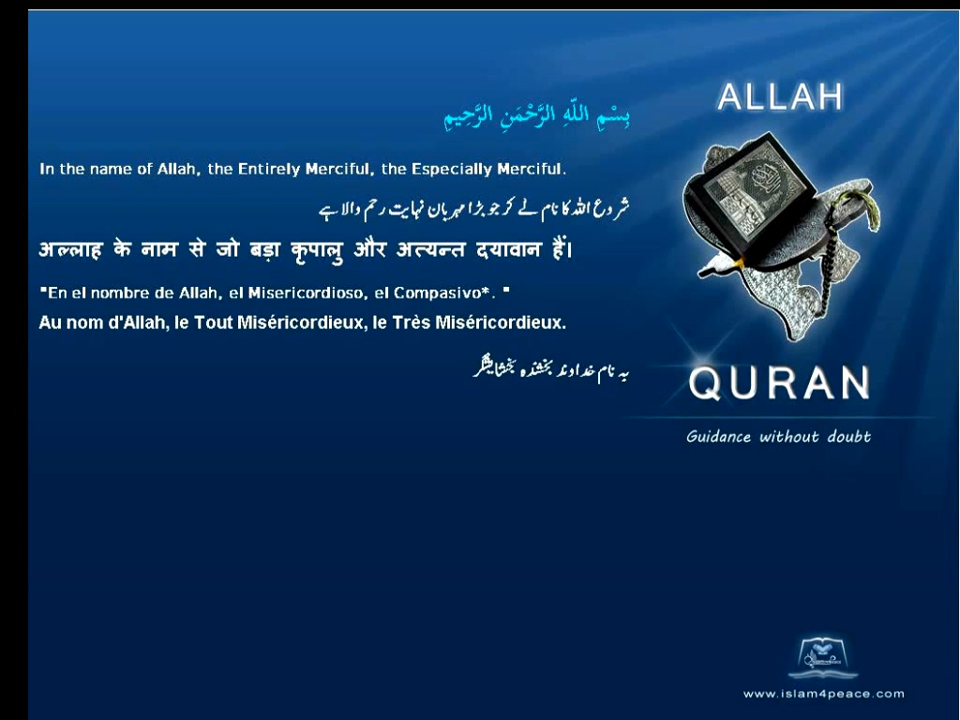 بِسْمِ اللّهِ الرَّحْمَنِ الرَّحِيمِ
In the name of Allah, the Entirely Merciful, the Especially Merciful.
شروع الله کا نام لے کر جو بڑا مہربان نہایت رحم والا ہے
अल्लाह के नाम से जो बड़ा कृपालु और अत्यन्त दयावान हैं।
"En el nombre de Allah, el Misericordioso, el Compasivo*. "
Au nom d'Allah, le Tout Miséricordieux, le Très Miséricordieux.
به نام خداوند بخشنده بخشایشگر
ALLAH
QURAN
Guidance without doubt
www.islam4peace.com